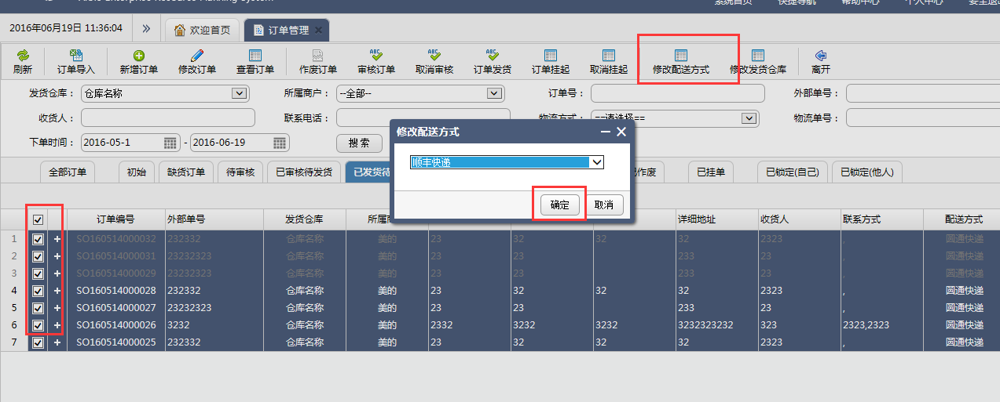 Enterprise Resource Planning System
系统首页 快捷导航 帮助中心 个人中心 安全退出
2016年06月19日 11:36:04 欢迎首页 订单管理
刷新 订单导入 新增订单 修改订单 查看订单 作废订单 审核订单 取消审核 订单发货 订单挂起 取消挂起 修改配送方式 修改发货仓库 离开
发货仓库： 仓库名称 所属商户： --全部-- 订单号： 外部单号：
收货人： 联系电话： 物流方式： ==请选择== 物流单号：
下单时间： 2016-05-1 - 2016-06-19 搜 索
修改配送方式
顺丰快递
确定 取消
全部订单 初始 缺货订单 待审核 已审核待发货 已发货待 作废 已挂单 已锁定(自己) 已锁定(他人)
订单编号 外部单号 发货仓库 所属商 详细地址 收货人 联系方式 配送方式
1 + SO160514000032 232332 仓库名称 美的 23 32 32 32 2323 , 圆通快递
2 + SO160514000031 23232323 仓库名称 美的 23 23 233 23 , 圆通快递
3 + SO160514000029 23232323 仓库名称 美的 23 23 233 23 , 圆通快递
4 + SO160514000028 232332 仓库名称 美的 23 32 32 32 2323 , 圆通快递
5 + SO160514000027 23232323 仓库名称 美的 23 23 233 23 , 圆通快递
6 + SO160514000026 3232 仓库名称 美的 2332 3232 3232 3232323232 323 2323,2323 圆通快递
7 + SO160514000025 232332 仓库名称 美的 23 32 32 32 2323 , 圆通快递